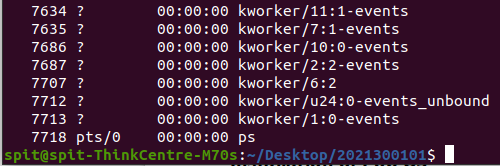 7634 ? 00:00:00 kworker/11:1-events
7635 ? 00:00:00 kworker/7:1-events
7686 ? 00:00:00 kworker/10:0-events
7687 ? 00:00:00 kworker/2:2-events
7707 ? 00:00:00 kworker/6:2
7712 ? 00:00:00 kworker/u24:0-events_unbound
7713 ? 00:00:00 kworker/1:0-events
7718 pts/0 00:00:00 ps
spit@spit-ThinkCentre-M70s:~/Desktop/2021300101$